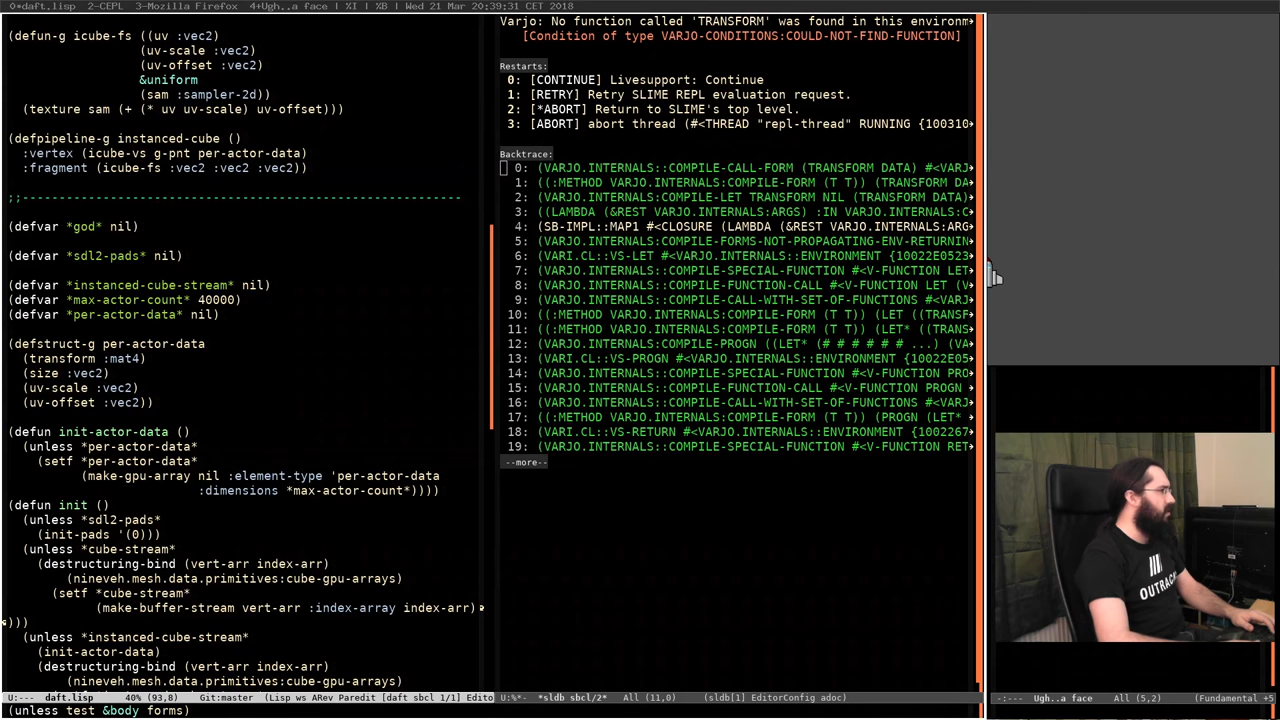 0*daft.lisp  2-CEPL  3-Mozilla Firefox  4+Ugh..a face | %I | %B | Wed 21 Mar 20:39:31 CET 2018
(defun-g icube-fs ((uv :vec2)
(uv-scale :vec2)
(uv-offset :vec2)
&uniform
(sam :sampler-2d))
(texture sam (+ (* uv uv-scale) uv-offset)))
(defpipeline-g instanced-cube ()
:vertex (icube-vs g-pnt per-actor-data)
:fragment (icube-fs :vec2 :vec2 :vec2))
;;------------------------------------------------------------
(defvar *god* nil)
(defvar *sdl2-pads* nil)
(defvar *instanced-cube-stream* nil)
(defvar *max-actor-count* 40000)
(defvar *per-actor-data* nil)
(defstruct-g per-actor-data
(transform :mat4)
(size :vec2)
(uv-scale :vec2)
(uv-offset :vec2))
(defun init-actor-data ()
(unless *per-actor-data*
(setf *per-actor-data*
(make-gpu-array nil :element-type 'per-actor-data
:dimensions *max-actor-count*))))
(defun init ()
(unless *sdl2-pads*
(init-pads '(0)))
(unless *cube-stream*
(destructuring-bind (vert-arr index-arr)
(nineveh.mesh.data.primitives:cube-gpu-arrays)
(setf *cube-stream*
(make-buffer-stream vert-arr :index-array index-arr)
)))
(unless *instanced-cube-stream*
(init-actor-data)
(destructuring-bind (vert-arr index-arr)
(nineveh.mesh.data.primitives:cube-gpu-arrays)
U:---  daft.lisp      40% (93,8)     Git:master  (Lisp ws ARev Paredit [daft sbcl 1/1] Edito
(unless test &body forms)
Varjo: No function called 'TRANSFORM' was found in this environm
[Condition of type VARJO-CONDITIONS:COULD-NOT-FIND-FUNCTION]
Restarts:
0: [CONTINUE] Livesupport: Continue
1: [RETRY] Retry SLIME REPL evaluation request.
2: [*ABORT] Return to SLIME's top level.
3: [ABORT] abort thread (#<THREAD "repl-thread" RUNNING {100310
Backtrace:
0: (VARJO.INTERNALS::COMPILE-CALL-FORM (TRANSFORM DATA) #<VARJ
1: ((:METHOD VARJO.INTERNALS:COMPILE-FORM (T T)) (TRANSFORM DA
2: (VARJO.INTERNALS:COMPILE-LET TRANSFORM NIL (TRANSFORM DATA)
3: ((LAMBDA (&REST VARJO.INTERNALS:ARGS) :IN VARJO.INTERNALS:C
4: (SB-IMPL::MAP1 #<CLOSURE (LAMBDA (&REST VARJO.INTERNALS:ARG
5: (VARJO.INTERNALS:COMPILE-FORMS-NOT-PROPAGATING-ENV-RETURNIN
6: (VARI.CL::VS-LET #<VARJO.INTERNALS::ENVIRONMENT {10022E0523
7: (VARJO.INTERNALS:COMPILE-SPECIAL-FUNCTION #<V-FUNCTION LET
8: (VARJO.INTERNALS:COMPILE-FUNCTION-CALL #<V-FUNCTION LET (V
9: (VARJO.INTERNALS:COMPILE-CALL-WITH-SET-OF-FUNCTIONS #<VARJ
10: ((:METHOD VARJO.INTERNALS:COMPILE-FORM (T T)) (LET ((TRANSF
11: ((:METHOD VARJO.INTERNALS:COMPILE-FORM (T T)) (LET* ((TRANS
12: (VARJO.INTERNALS:COMPILE-PROGN ((LET* (# # # # # # ...) (VA
13: (VARI.CL::VS-PROGN #<VARJO.INTERNALS::ENVIRONMENT {10022E05
14: (VARJO.INTERNALS:COMPILE-SPECIAL-FUNCTION #<V-FUNCTION PRO
15: (VARJO.INTERNALS:COMPILE-FUNCTION-CALL #<V-FUNCTION PROGN
16: (VARJO.INTERNALS:COMPILE-CALL-WITH-SET-OF-FUNCTIONS #<VARJ
17: ((:METHOD VARJO.INTERNALS:COMPILE-FORM (T T)) (PROGN (LET*
18: (VARI.CL::VS-RETURN #<VARJO.INTERNALS::ENVIRONMENT {1002267
19: (VARJO.INTERNALS:COMPILE-SPECIAL-FUNCTION #<V-FUNCTION RET
--more--
U:%*-  *sldb sbcl/2*   All (11,0)     (sldb[1] EditorConfig adoc)
OUTRAC
-:---  Ugh..a face    All (5,2)      (Fundamental +5